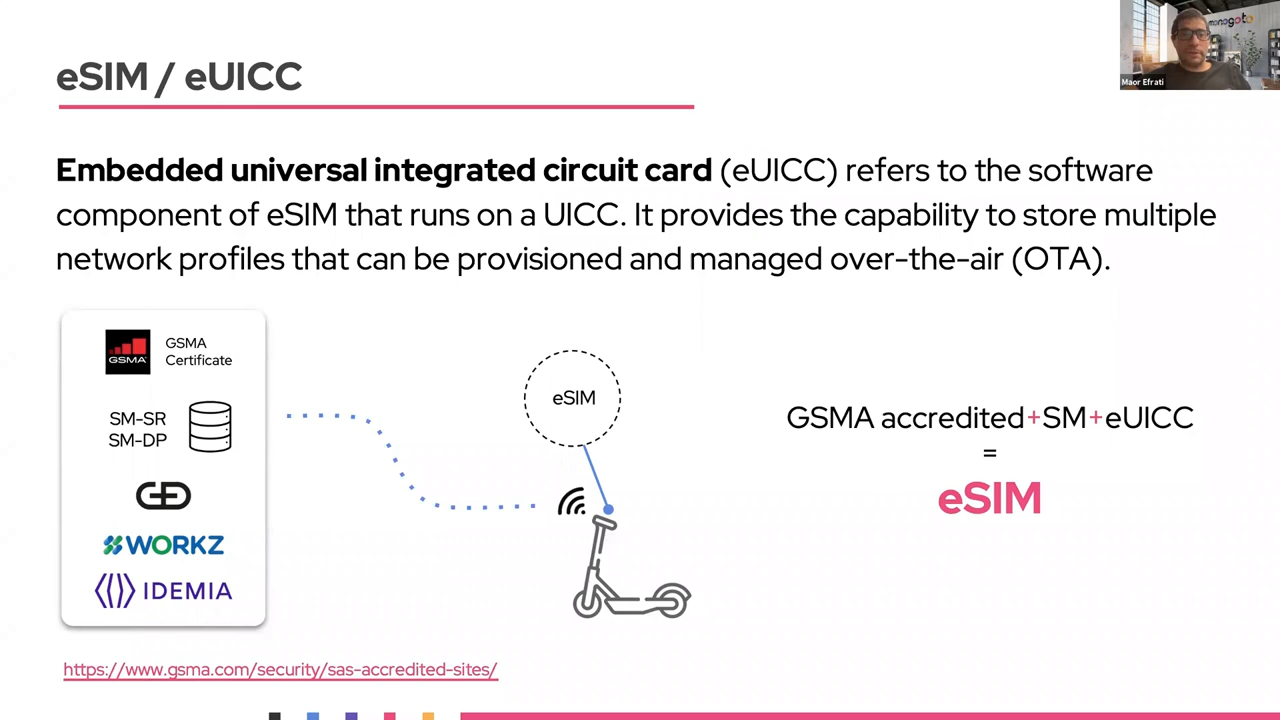 eSIM / eUICC
monogoto
Maor Efrati
Embedded universal integrated circuit card (eUICC) refers to the software
component of eSIM that runs on a UICC. It provides the capability to store multiple
network profiles that can be provisioned and managed over-the-air (OTA).
GSMA
GSMA
Certificate
SM-SR
SM-DP
WORKZ
IDEMIA
eSIM
GSMA accredited+SM+eUICC
=
eSIM
https://www.gsma.com/security/sas-accredited-sites/